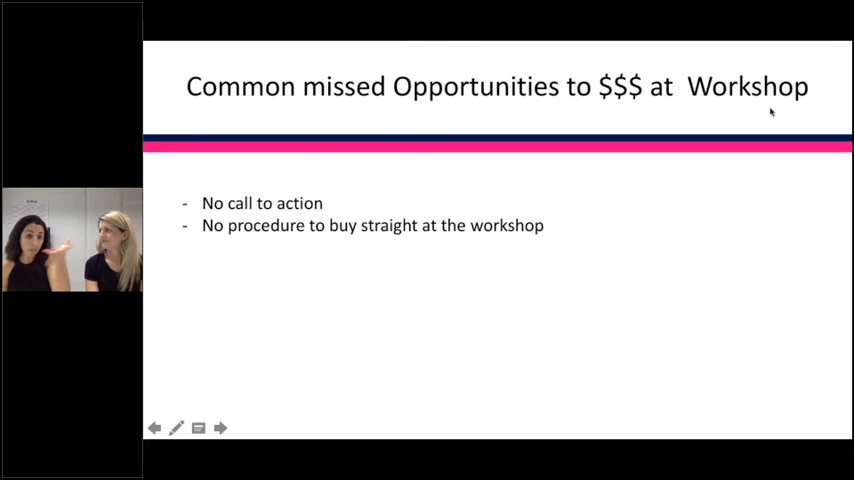 Common missed Opportunities to $$$ at  Workshop
- No call to action
- No procedure to buy straight at the workshop